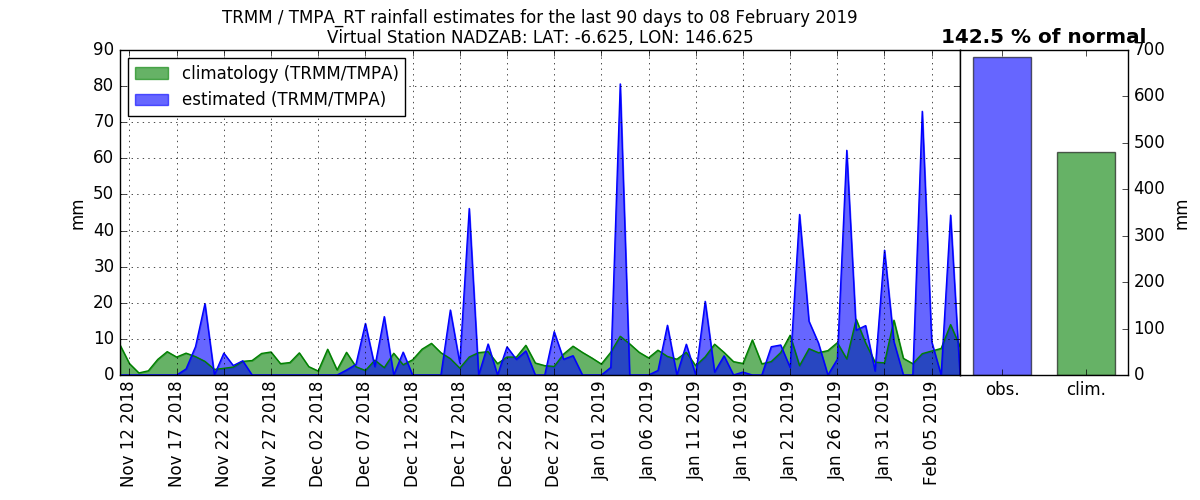 TRMM / TMPA_RT rainfall estimates for the last 90 days to 08 February 2019
Virtual Station NADZAB: LAT: -6.625, LON: 146.625
142.5 % of normal
climatology (TRMM/TMPA)
estimated (TRMM/TMPA)
90
80
70
60
50
40
30
20
10
0
mm
Nov 12 2018
Nov 17 2018
Nov 22 2018
Nov 27 2018
Dec 02 2018
Dec 07 2018
Dec 12 2018
Dec 17 2018
Dec 22 2018
Dec 27 2018
Jan 01 2019
Jan 06 2019
Jan 11 2019
Jan 16 2019
Jan 21 2019
Jan 26 2019
Jan 31 2019
Feb 05 2019
obs.
clim.
700
600
500
400
300
200
100
0
mm